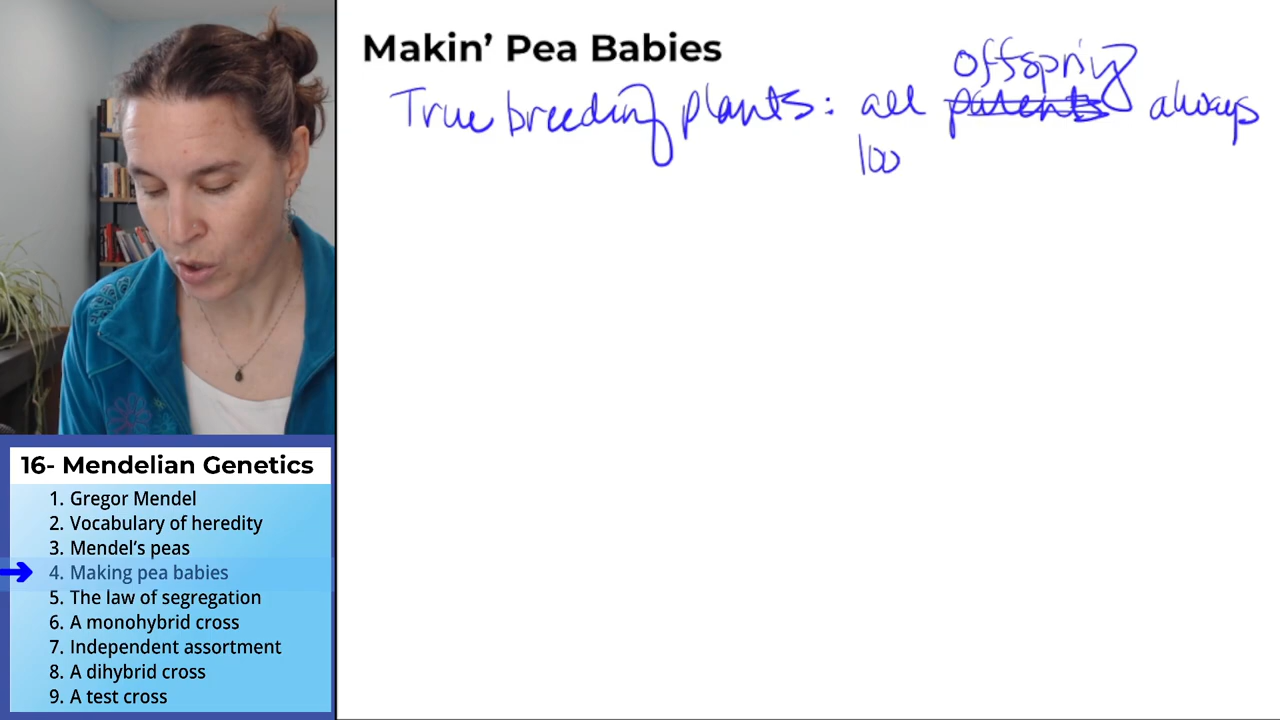 Makin' Pea Babies
offspring
True breeding plants: all parents always
loo
16- Mendelian Genetics
1. Gregor Mendel
2. Vocabulary of heredity
3. Mendel's peas
4. Making pea babies
5. The law of segregation
6. A monohybrid cross
7. Independent assortment
8. A dihybrid cross
9. A test cross